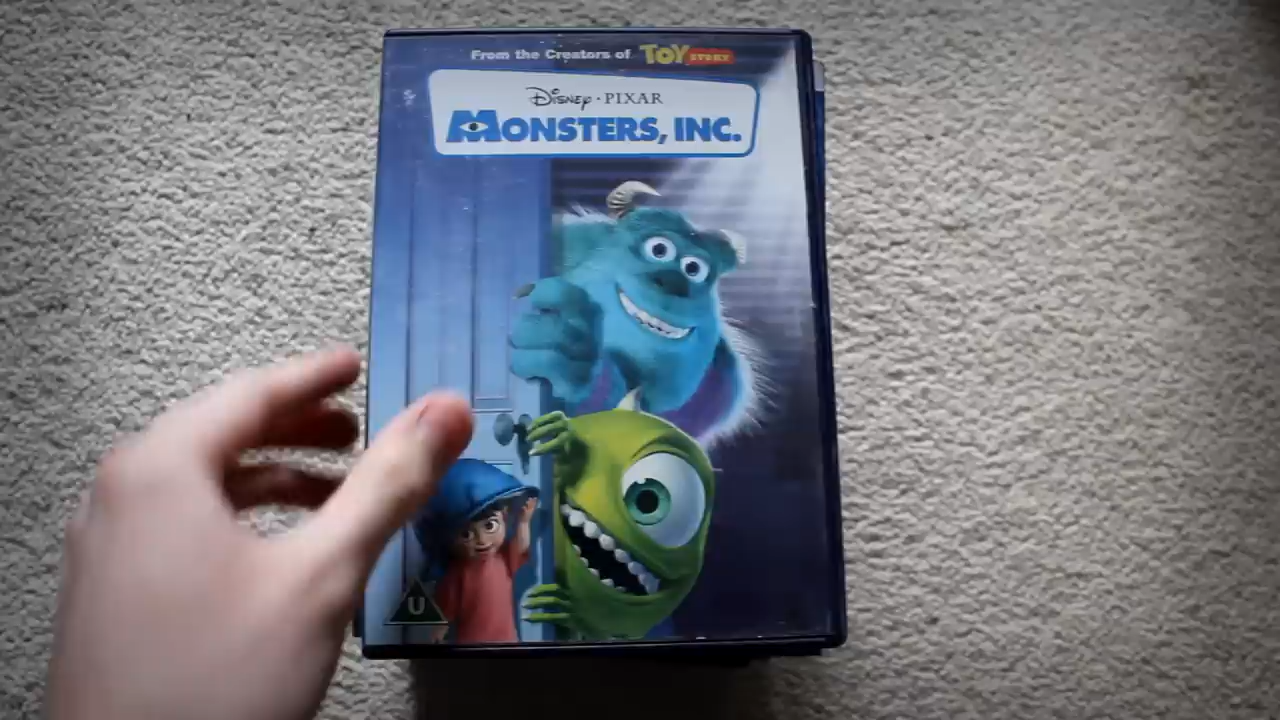 From the Creators of TOY STORY
Disney · PIXAR
MONSTERS, INC.
U